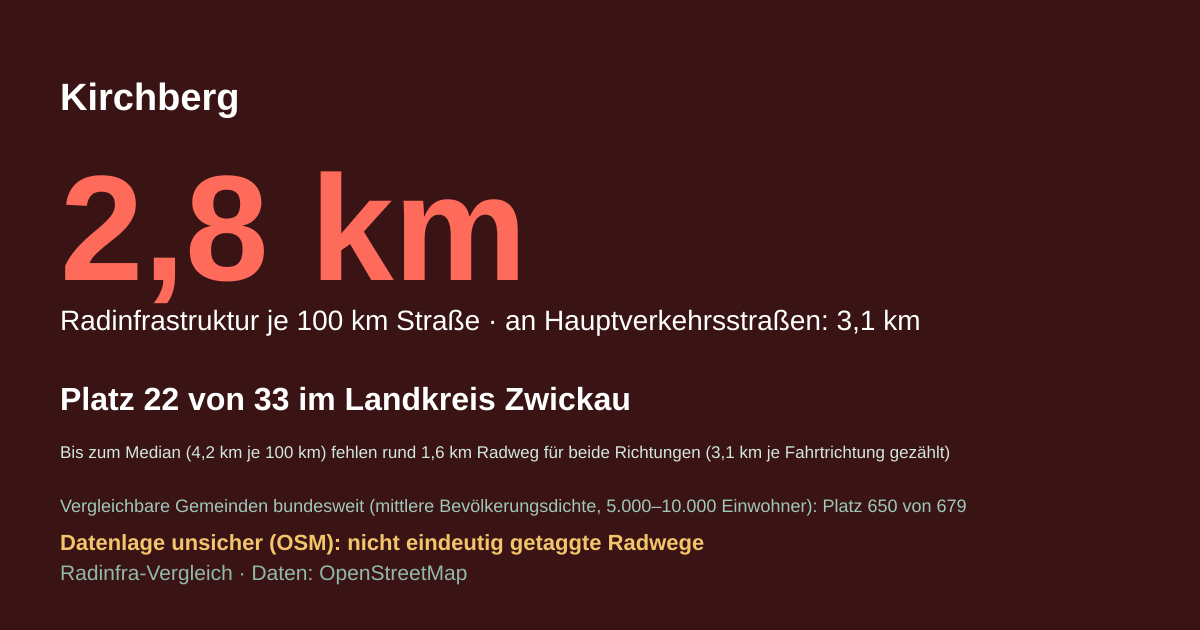 Kirchberg
2,8 km
Radinfrastruktur je 100 km Straße · an Hauptverkehrsstraßen: 3,1 km
Platz 22 von 33 im Landkreis Zwickau
Bis zum Median (4,2 km je 100 km) fehlen rund 1,6 km Radweg für beide Richtungen (3,1 km je Fahrtrichtung gezählt)
Vergleichbare Gemeinden bundesweit (mittlere Bevölkerungsdichte, 5.000–10.000 Einwohner): Platz 650 von 679
Datenlage unsicher (OSM): nicht eindeutig getaggte Radwege
Radinfra-Vergleich · Daten: OpenStreetMap